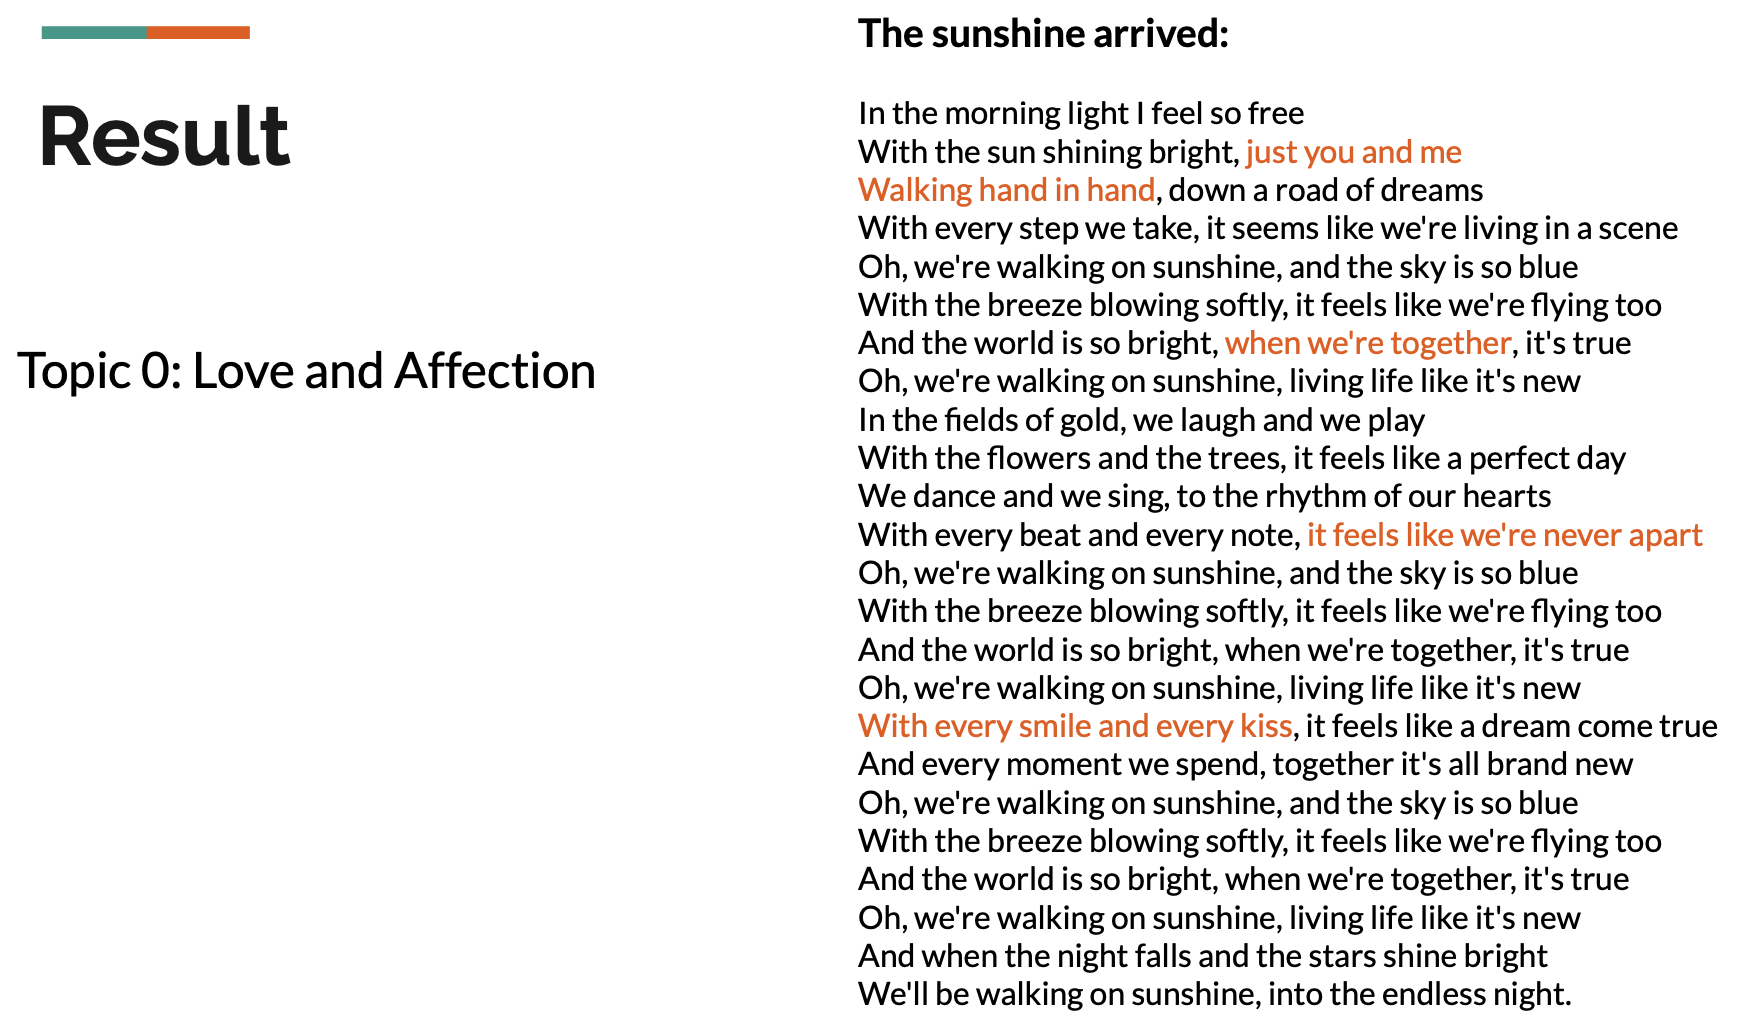 Result
Topic 0: Love and Affection
The sunshine arrived:
In the morning light I feel so free
With the sun shining bright, just you and me
Walking hand in hand, down a road of dreams
With every step we take, it seems like we're living in a scene
Oh, we're walking on sunshine, and the sky is so blue
With the breeze blowing softly, it feels like we're flying too
And the world is so bright, when we're together, it's true
Oh, we're walking on sunshine, living life like it's new
In the fields of gold, we laugh and we play
With the flowers and the trees, it feels like a perfect day
We dance and we sing, to the rhythm of our hearts
With every beat and every note, it feels like we're never apart
Oh, we're walking on sunshine, and the sky is so blue
With the breeze blowing softly, it feels like we're flying too
And the world is so bright, when we're together, it's true
Oh, we're walking on sunshine, living life like it's new
With every smile and every kiss, it feels like a dream come true
And every moment we spend, together it's all brand new
Oh, we're walking on sunshine, and the sky is so blue
With the breeze blowing softly, it feels like we're flying too
And the world is so bright, when we're together, it's true
Oh, we're walking on sunshine, living life like it's new
And when the night falls and the stars shine bright
We'll be walking on sunshine, into the endless night.